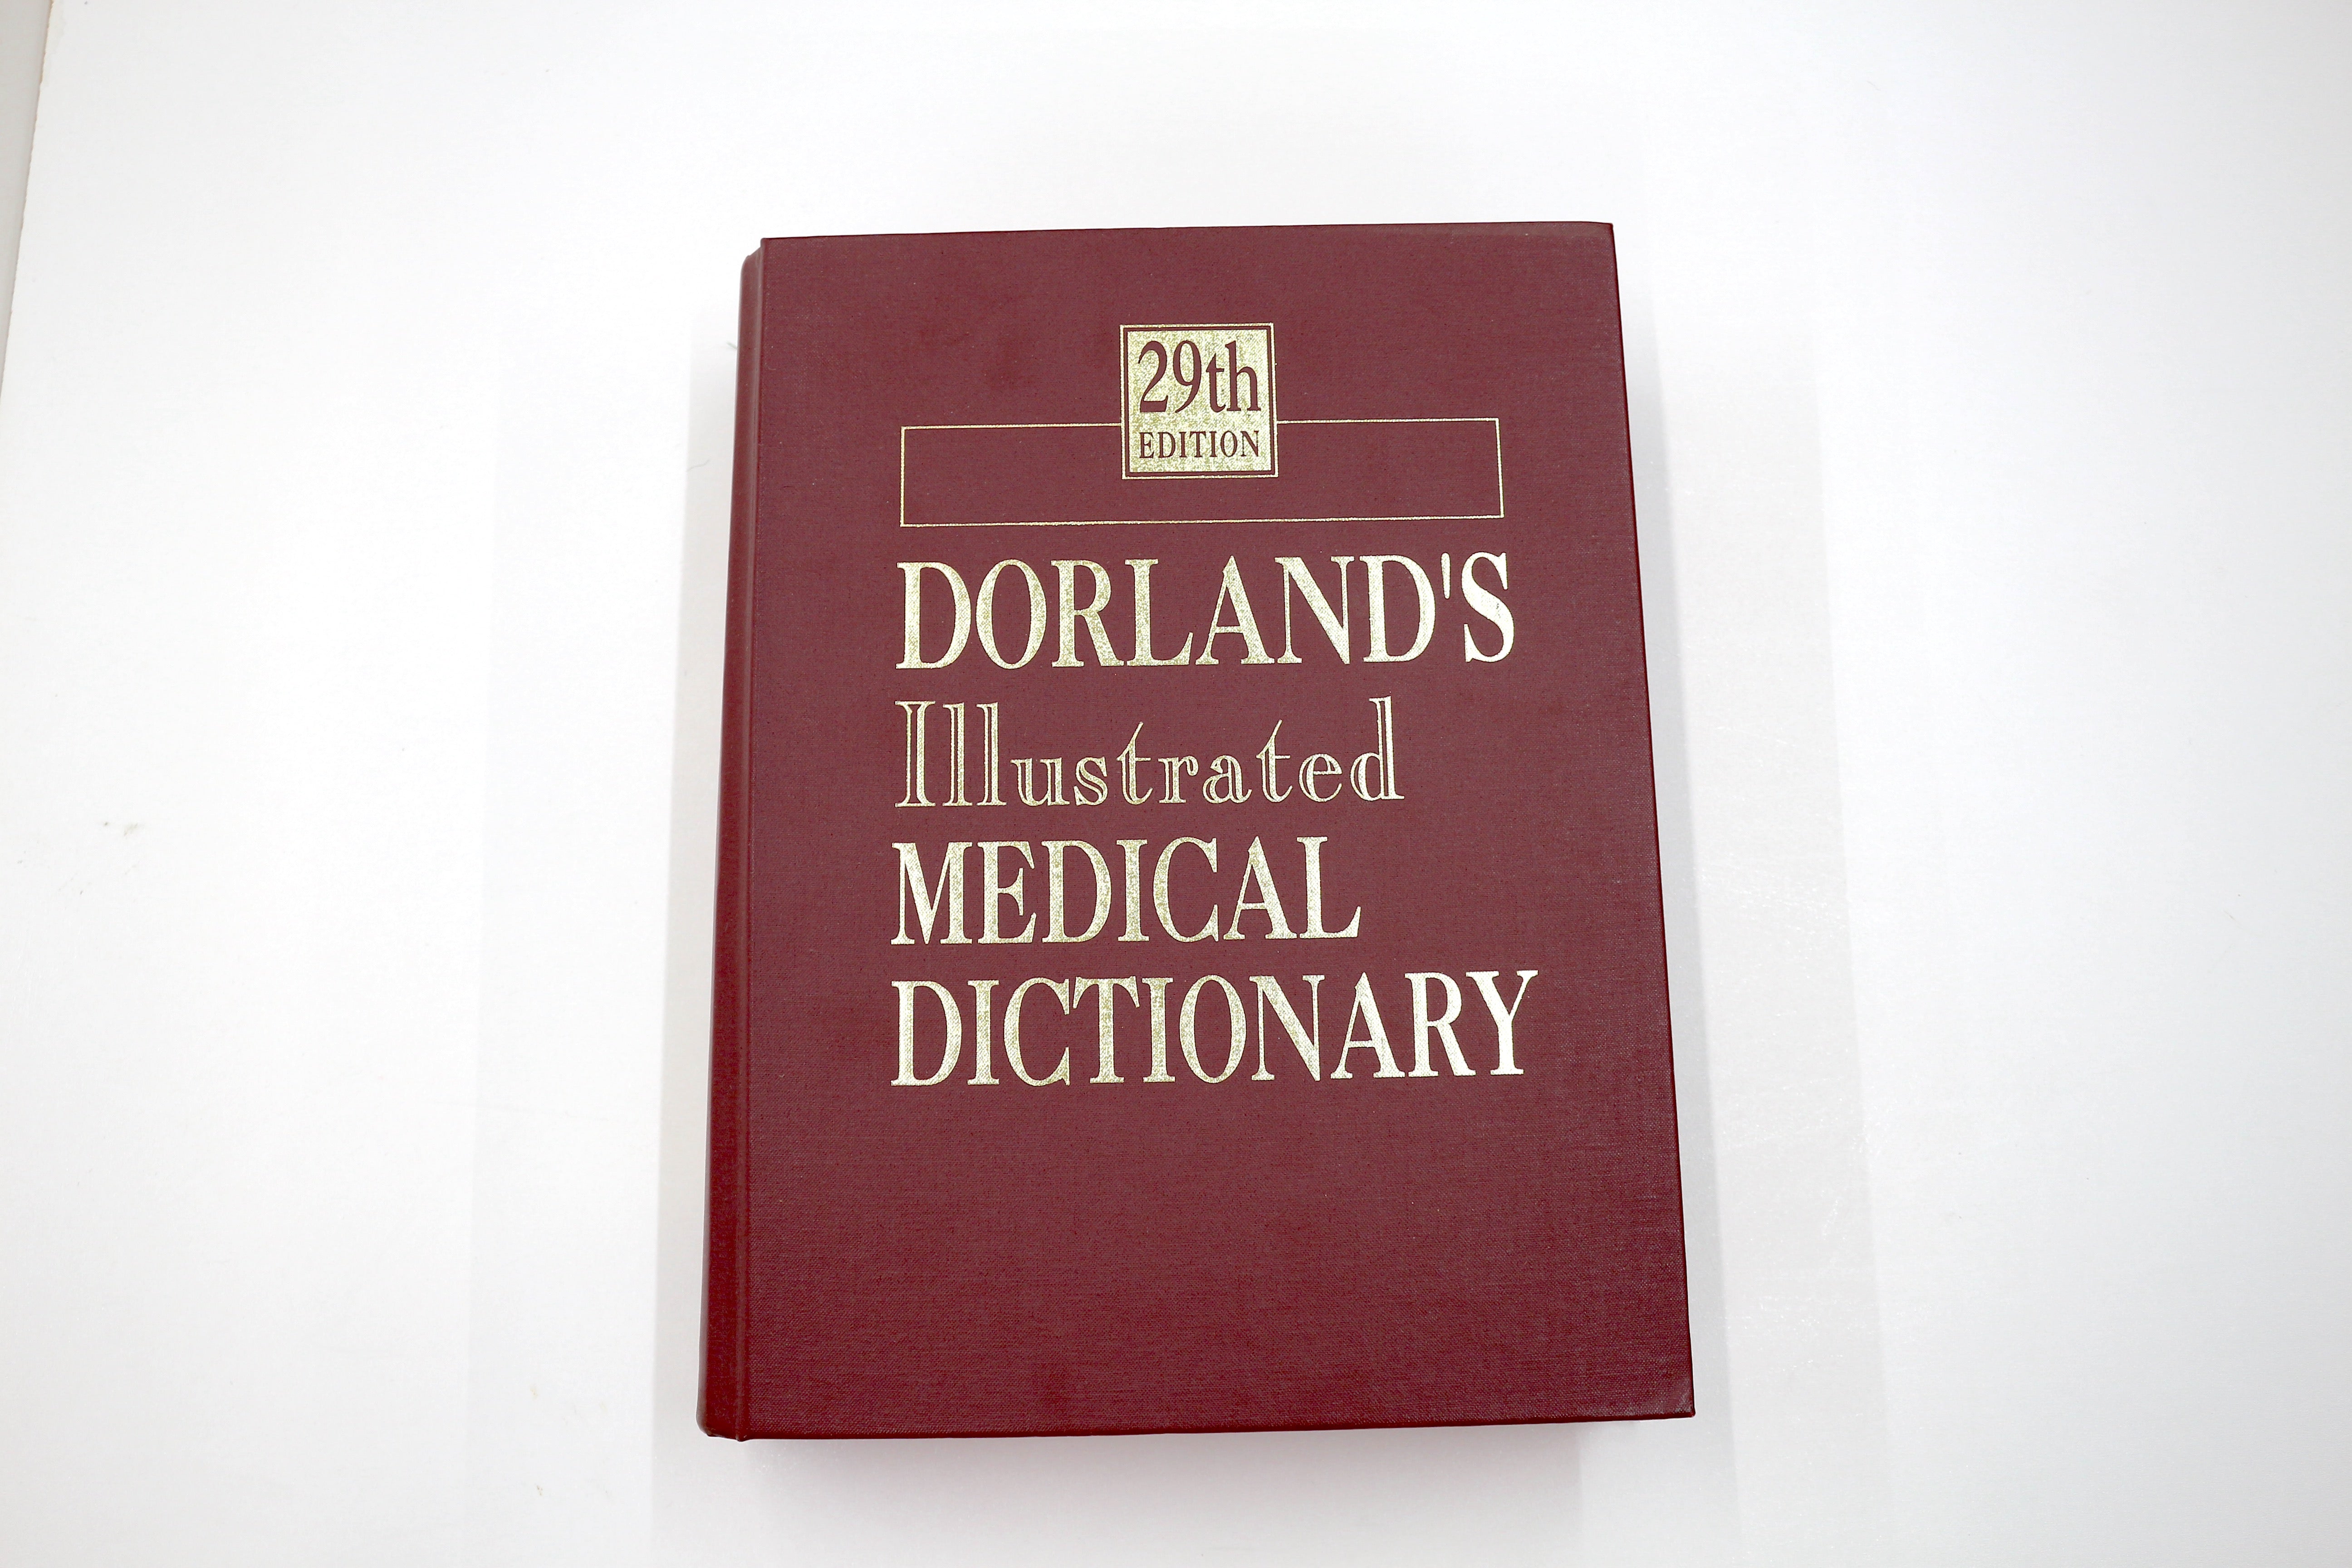 29th
EDITION
DORLAND'S
Illustrated
MEDICAL
DICTIONARY